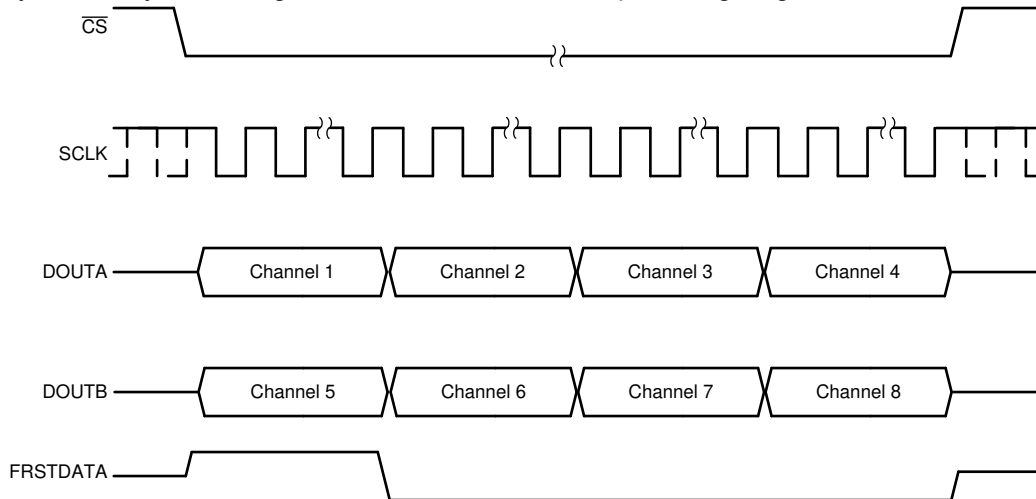 CS
SCLK
DOUTA
Channel 1 Channel 2 Channel 3 Channel 4
DOUTB
Channel 5 Channel 6 Channel 7 Channel 8
FRSTDATA